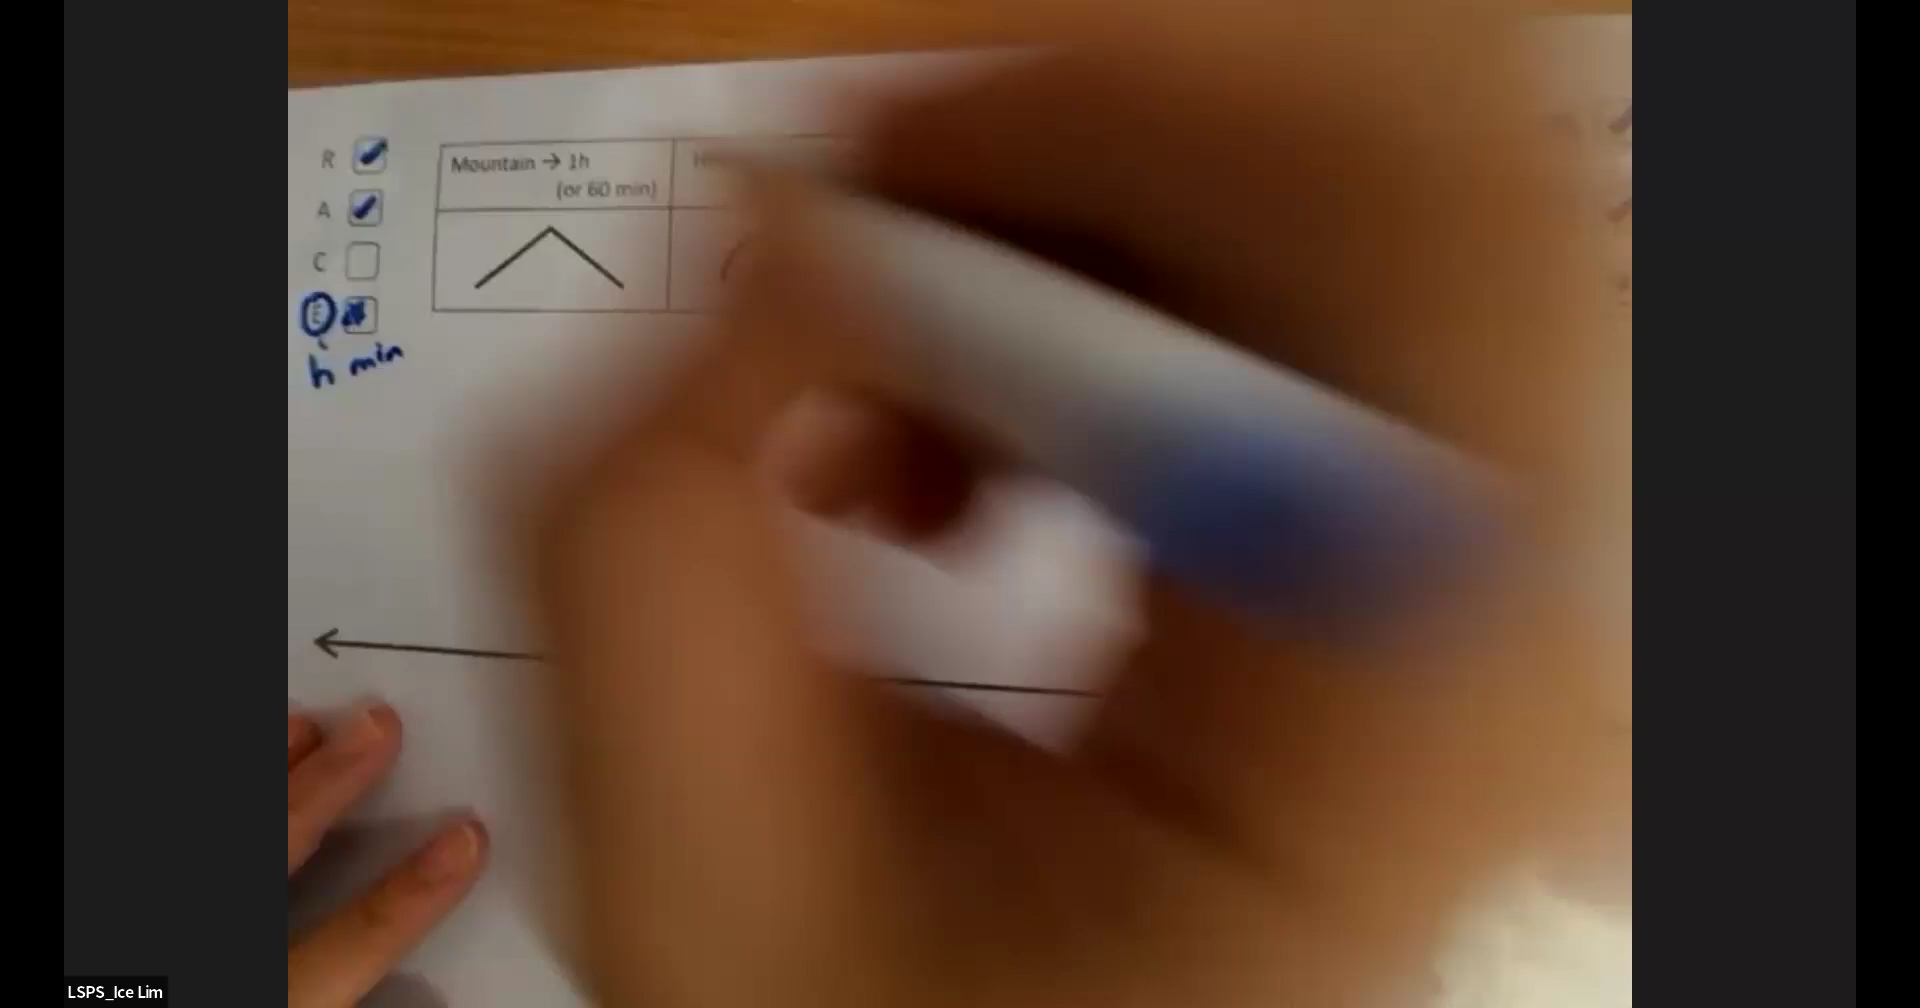 R
A
C
E
h min
Mountain → 1h
(or 60 min)
LSPS_Ice Lim